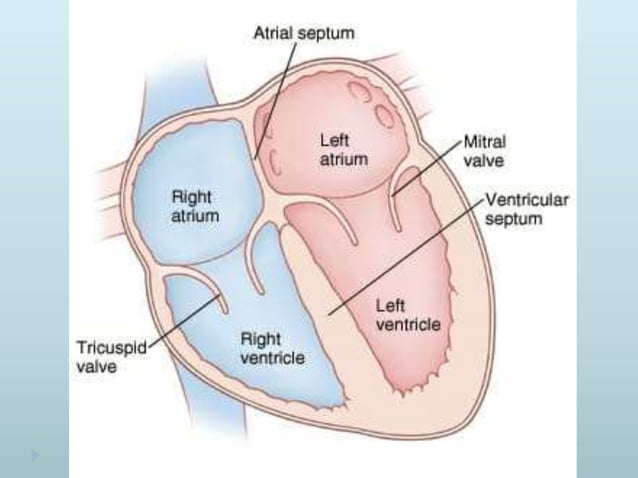 Atrial septum
Left
atrium
Mitral
valve
Right
atrium
Ventricular
septum
Left
ventricle
Tricuspid
valve
Right
ventricle